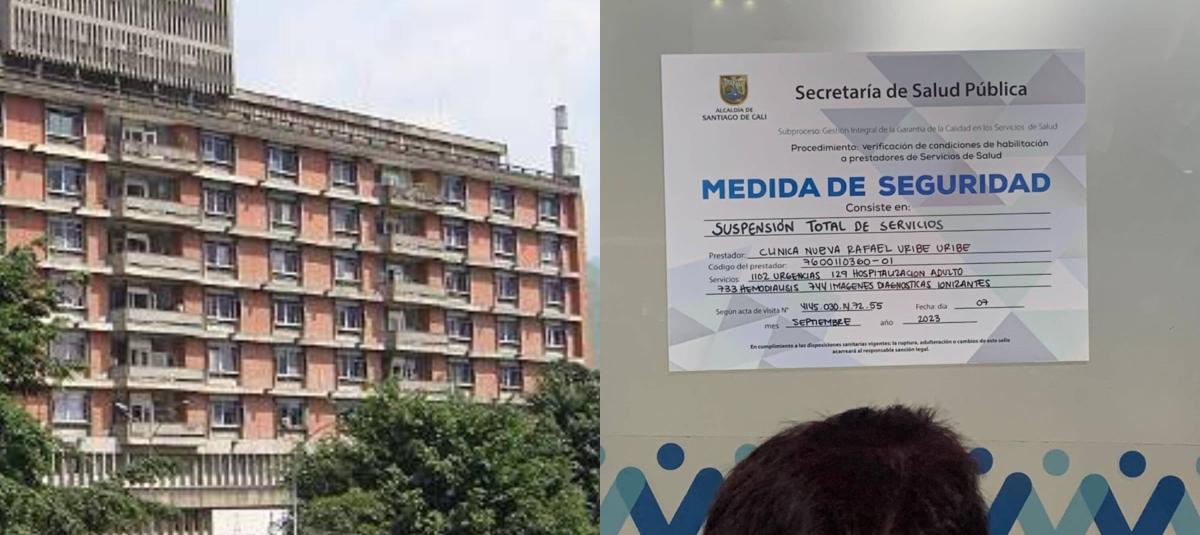 ALCALDÍA DE
SANTIAGO DE CALI
Secretaría de Salud Pública
Subproceso: Gestión Integral de la Garantía de la Calidad en los Servicios de Salud
Procedimiento: verificación de condiciones de habilitación
a prestadores de Servicios de Salud
MEDIDA DE SEGURIDAD
Consiste en:
SUSPENSIÓN TOTAL DE SERVICIOS
Prestador: CLINICA NUEVA RAFAEL URIBE URIBE
Código del prestador: 7600110360-01
Servicios: 1102 URGENCIAS 129 HOSPITALIZACION ADULTO
733 HEMODIALISIS 744 IMAGENES DIAGNOSTICAS IONIZANTES
Según acta de visita N° 4145.030.14.72.55 Fecha: día 07
mes SEPTIEMBRE año 2023
En cumplimiento a las disposiciones sanitarias vigentes; la ruptura, adulteración o cambios de este sello
acarreará al responsable sanción legal.